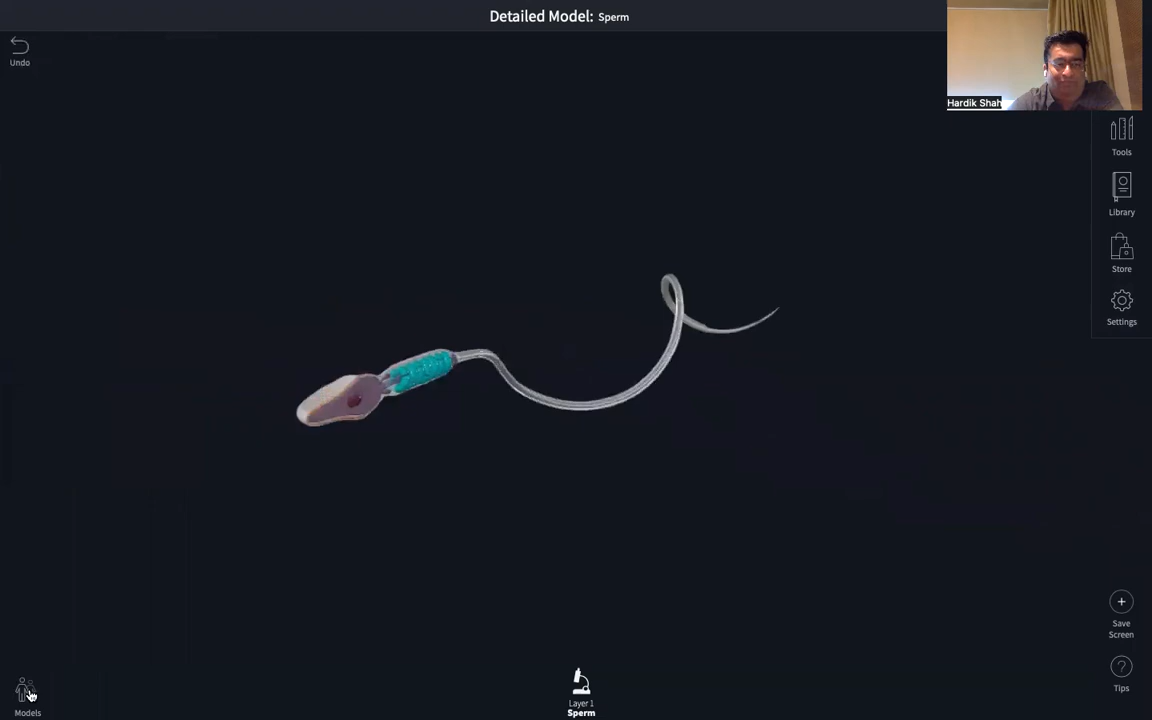 Detailed Model: Sperm
Undo
Hardik Shah
Tools
Library
Store
Settings
Save
Screen
Tips
Models
Layer 1
Sperm